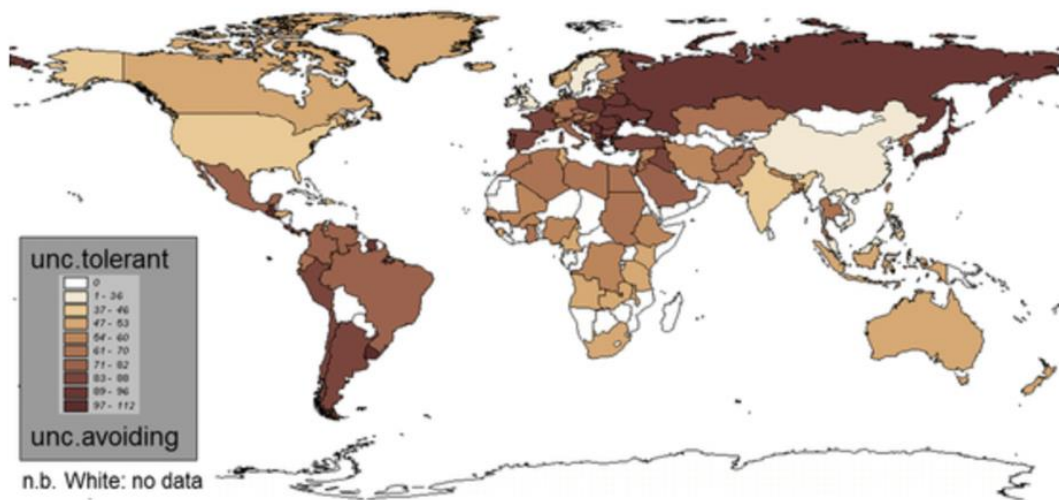 unc.tolerant
0
1 - 36
37 - 46
47 - 53
54 - 60
61 - 70
71 - 82
83 - 88
89 - 96
97 - 112
unc.avoiding
n.b. White: no data